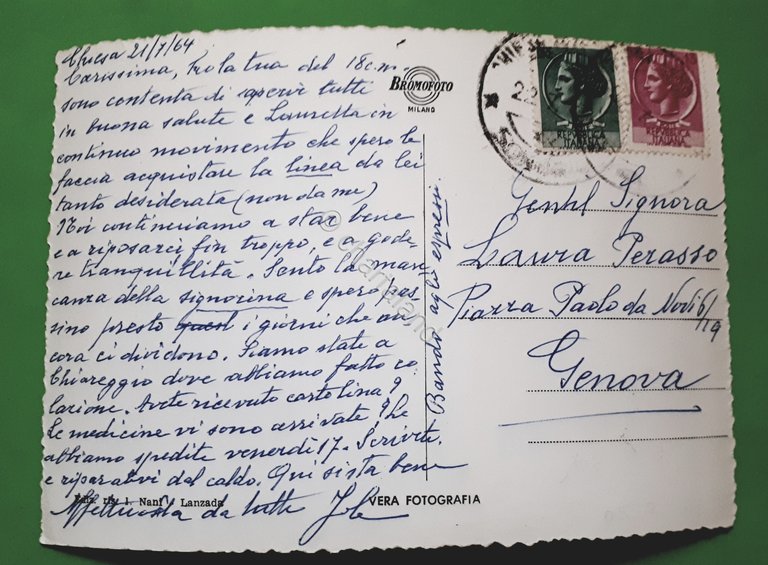 Chiesa 21/7/64
Carissima, ho la tua del 18 c.m.
sono contenta di sapervi tutti
in buona salute e Lauretta in
continuo movimento che spero le
faccia acquistare la linea da lei
tanto desiderata (non da me)
Noi continuiamo a star bene
e a riposarci fin troppo, e a gode-
re tranquillità. Sento la man-
canza della signorina e spero pas-
sino presto i giorni che an-
cora ci dividono. Siamo state a
Chiareggio dove abbiamo fatto co-
lazione. Avete ricevuto cartolina?
Le medicine vi sono arrivate? Le
abbiamo spedite venerdì 17. Scrivete.
e riparatevi dal caldo. Qui si sta bene
Affettuosità da tutti
Nani Lanzada
VERA FOTOGRAFIA
BROMOFOTO
MILANO
Bando agli espressi.
REPUBBLICA
ITALIANA
REPUBBLICA
ITALIANA
22
Gentil Signora
Laura Perasso
Piazza Paolo da Novi 6/19
Genova